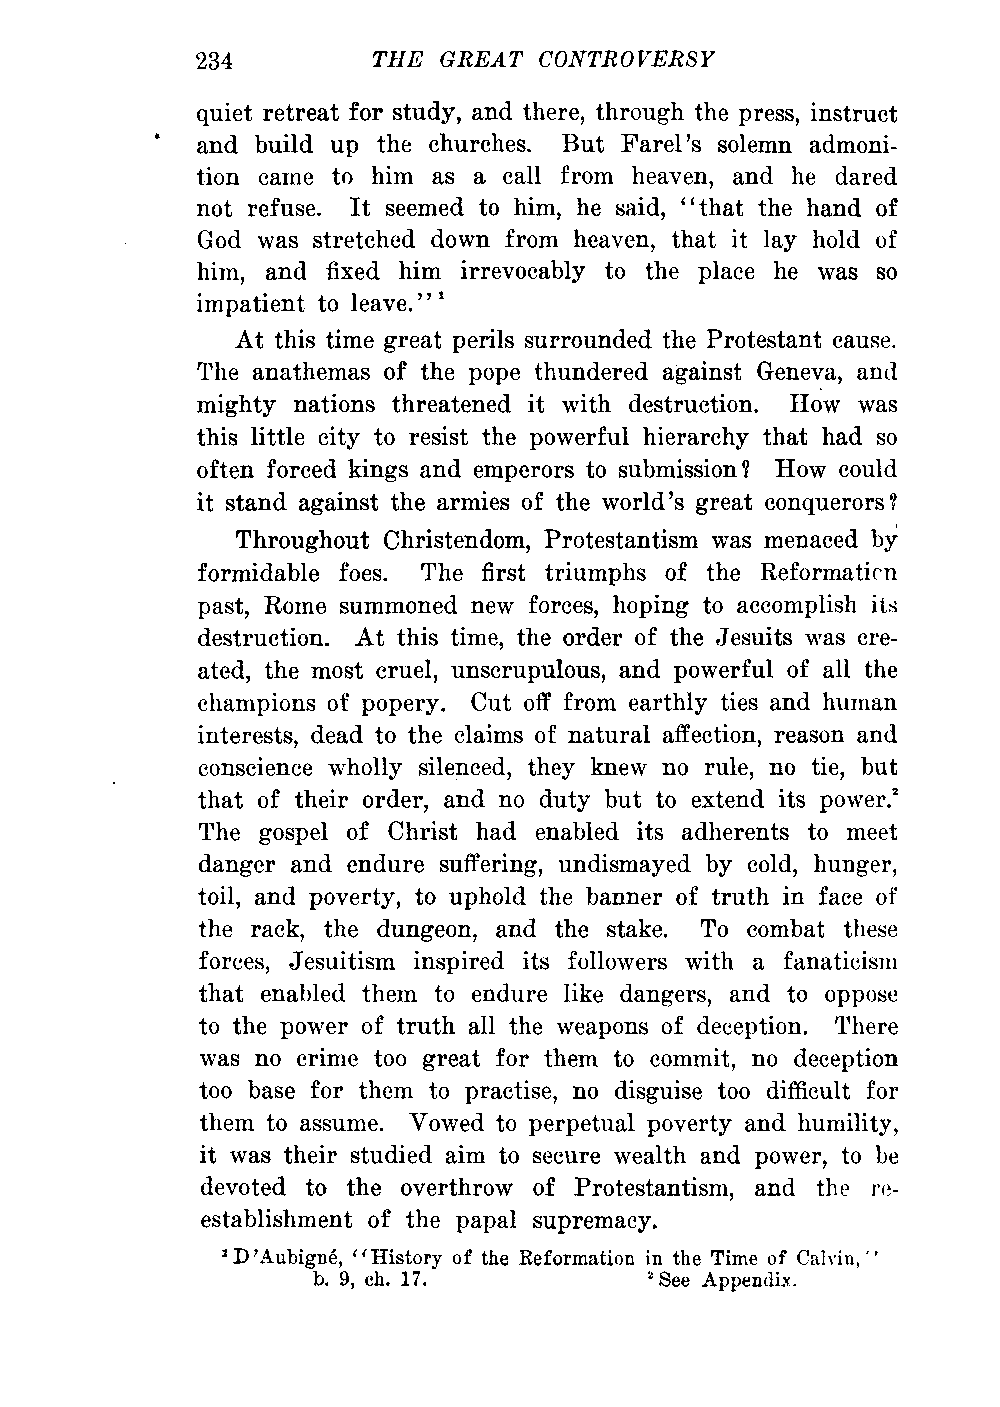 234 THE GREAT CONTROVERSY
quiet retreat for study, and there, through the press, instruct
and build up the churches. But Farel's solemn admoni-
tion came to him as a call from heaven, and he dared
not refuse. It seemed to him, he said, "that the hand of
God was stretched down from heaven, that it lay hold of
him, and fixed him irrevocably to the place he was so
impatient to leave."¹
At this time great perils surrounded the Protestant cause.
The anathemas of the pope thundered against Geneva, and
mighty nations threatened it with destruction. How was
this little city to resist the powerful hierarchy that had so
often forced kings and emperors to submission? How could
it stand against the armies of the world's great conquerors?
Throughout Christendom, Protestantism was menaced by
formidable foes. The first triumphs of the Reformation
past, Rome summoned new forces, hoping to accomplish its
destruction. At this time, the order of the Jesuits was cre-
ated, the most cruel, unscrupulous, and powerful of all the
champions of popery. Cut off from earthly ties and human
interests, dead to the claims of natural affection, reason and
conscience wholly silenced, they knew no rule, no tie, but
that of their order, and no duty but to extend its power.²
The gospel of Christ had enabled its adherents to meet
danger and endure suffering, undismayed by cold, hunger,
toil, and poverty, to uphold the banner of truth in face of
the rack, the dungeon, and the stake. To combat these
forces, Jesuitism inspired its followers with a fanaticism
that enabled them to endure like dangers, and to oppose
to the power of truth all the weapons of deception. There
was no crime too great for them to commit, no deception
too base for them to practise, no disguise too difficult for
them to assume. Vowed to perpetual poverty and humility,
it was their studied aim to secure wealth and power, to be
devoted to the overthrow of Protestantism, and the re-
establishment of the papal supremacy.
¹ D'Aubigné, "History of the Reformation in the Time of Calvin,"
b. 9, ch. 17. ² See Appendix.